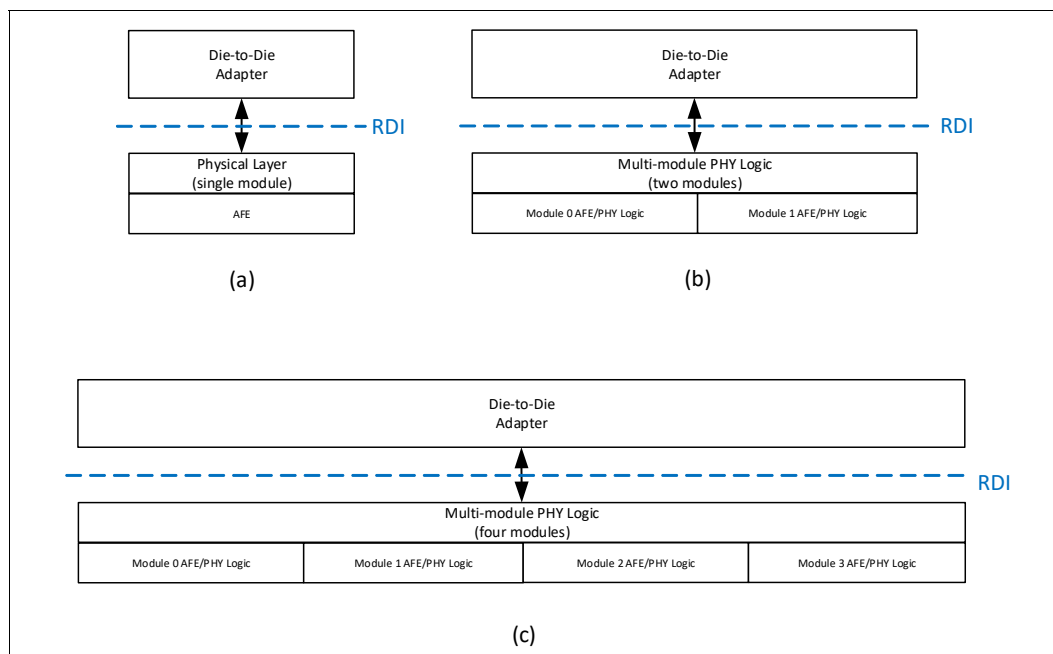 Die-to-Die
Adapter
RDI
Physical Layer
(single module)
AFE
(a)
Die-to-Die
Adapter
RDI
Multi-module PHY Logic
(two modules)
Module 0 AFE/PHY Logic
Module 1 AFE/PHY Logic
(b)
Die-to-Die
Adapter
RDI
Multi-module PHY Logic
(four modules)
Module 0 AFE/PHY Logic
Module 1 AFE/PHY Logic
Module 2 AFE/PHY Logic
Module 3 AFE/PHY Logic
(c)